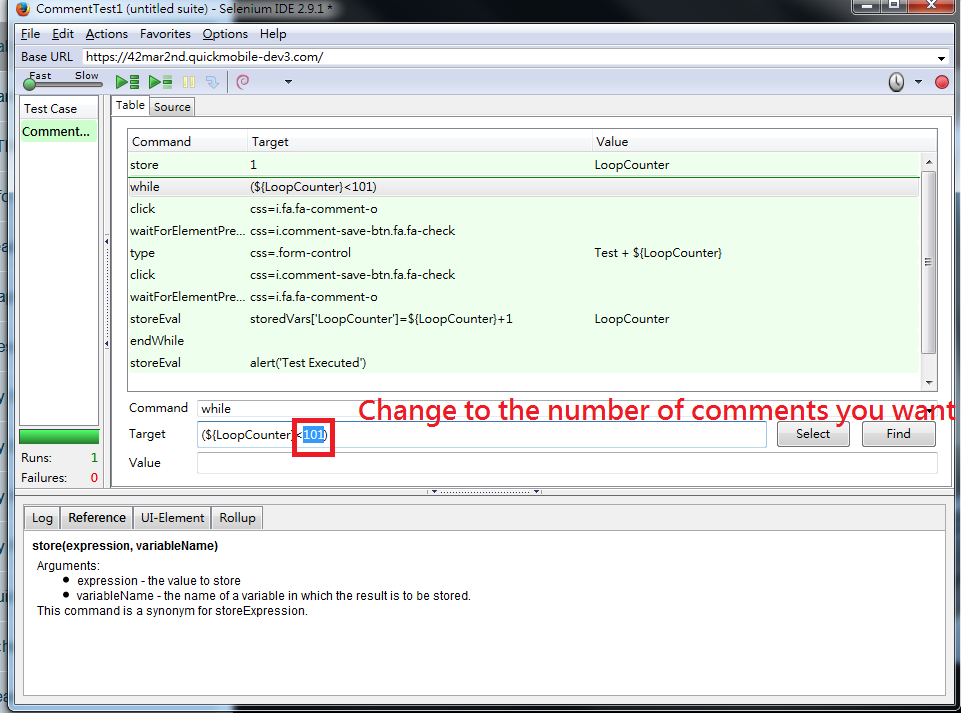 CommentTest1 (untitled suite) - Selenium IDE 2.9.1 *
File Edit Actions Favorites Options Help
Base URL https://42mar2nd.quickmobile-dev3.com/
Fast Slow
Test Case
Comment...
Table Source
Command Target Value
store 1 LoopCounter
while (${LoopCounter}<101)
click css=i.fa.fa-comment-o
waitForElementPre... css=i.comment-save-btn.fa.fa-check
type css=.form-control Test + ${LoopCounter}
click css=i.comment-save-btn.fa.fa-check
waitForElementPre... css=i.fa.fa-comment-o
storeEval storedVars['LoopCounter']=${LoopCounter}+1 LoopCounter
endWhile
storeEval alert('Test Executed')
Command while
Change to the number of comments you want
Target (${LoopCounter}<101) Select Find
Value
Runs: 1
Failures: 0
Log Reference UI-Element Rollup
store(expression, variableName)
Arguments:
• expression - the value to store
• variableName - the name of a variable in which the result is to be stored.
This command is a synonym for storeExpression.